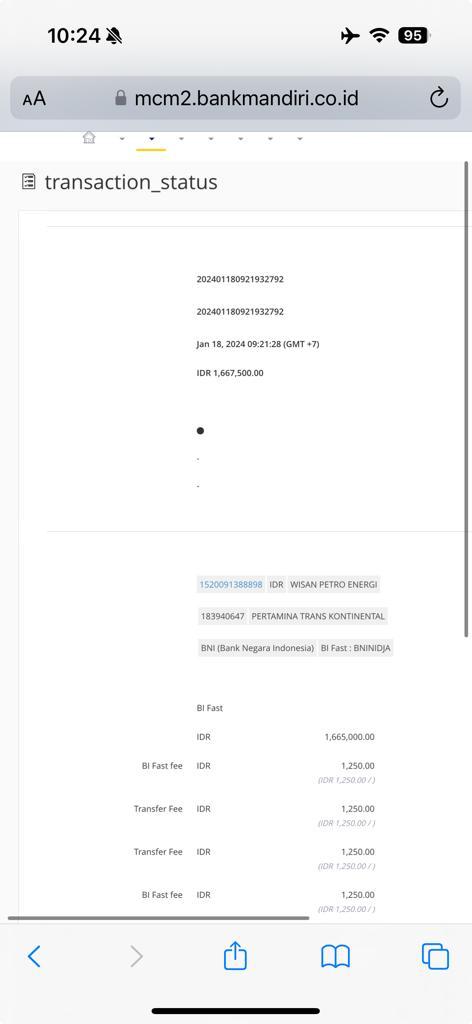 10:24
95
AA mcm2.bankmandiri.co.id
transaction_status
202401180921932792
202401180921932792
Jan 18, 2024 09:21:28 (GMT +7)
IDR 1,667,500.00
-
-
1520091388898 IDR WISAN PETRO ENERGI
183940647 PERTAMINA TRANS KONTINENTAL
BNI (Bank Negara Indonesia) BI Fast : BNINIDJA
BI Fast
IDR 1,665,000.00
BI Fast fee IDR 1,250.00
(IDR 1,250.00 / )
Transfer Fee IDR 1,250.00
(IDR 1,250.00 / )
Transfer Fee IDR 1,250.00
(IDR 1,250.00 / )
BI Fast fee IDR 1,250.00
(IDR 1,250.00 / )